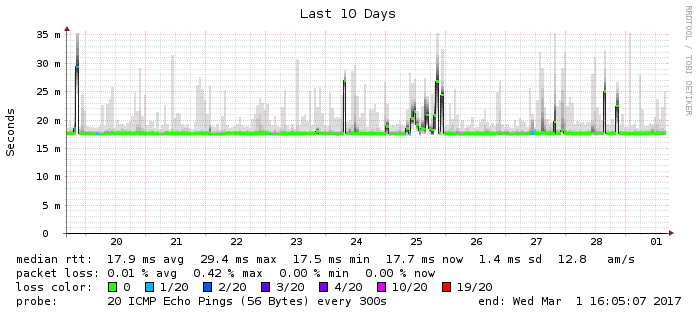 Last 10 Days
RRDTOOL / TOBI OETIKER
Seconds
35 m
30 m
25 m
20 m
15 m
10 m
5 m
0
20 21 22 23 24 25 26 27 28 01
median rtt: 17.9 ms avg 29.4 ms max 17.5 ms min 17.7 ms now 1.4 ms sd 12.8 am/s
packet loss: 0.01 % avg 0.42 % max 0.00 % min 0.00 % now
loss color: 0 1/20 2/20 3/20 4/20 10/20 19/20
probe: 20 ICMP Echo Pings (56 Bytes) every 300s end: Wed Mar 1 16:05:07 2017